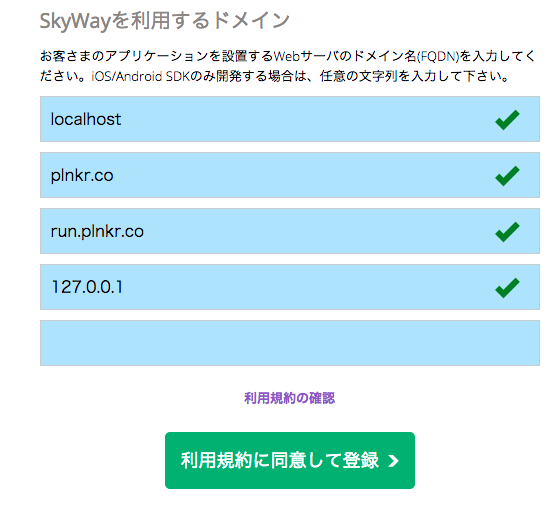 SkyWayを利用するドメイン
お客さまのアプリケーションを設置するWebサーバのドメイン名(FQDN)を入力してく
ださい。iOS/Android SDKのみ開発する場合は、任意の文字列を入力して下さい。
localhost
plnkr.co
run.plnkr.co
127.0.0.1
利用規約の確認
利用規約に同意して登録